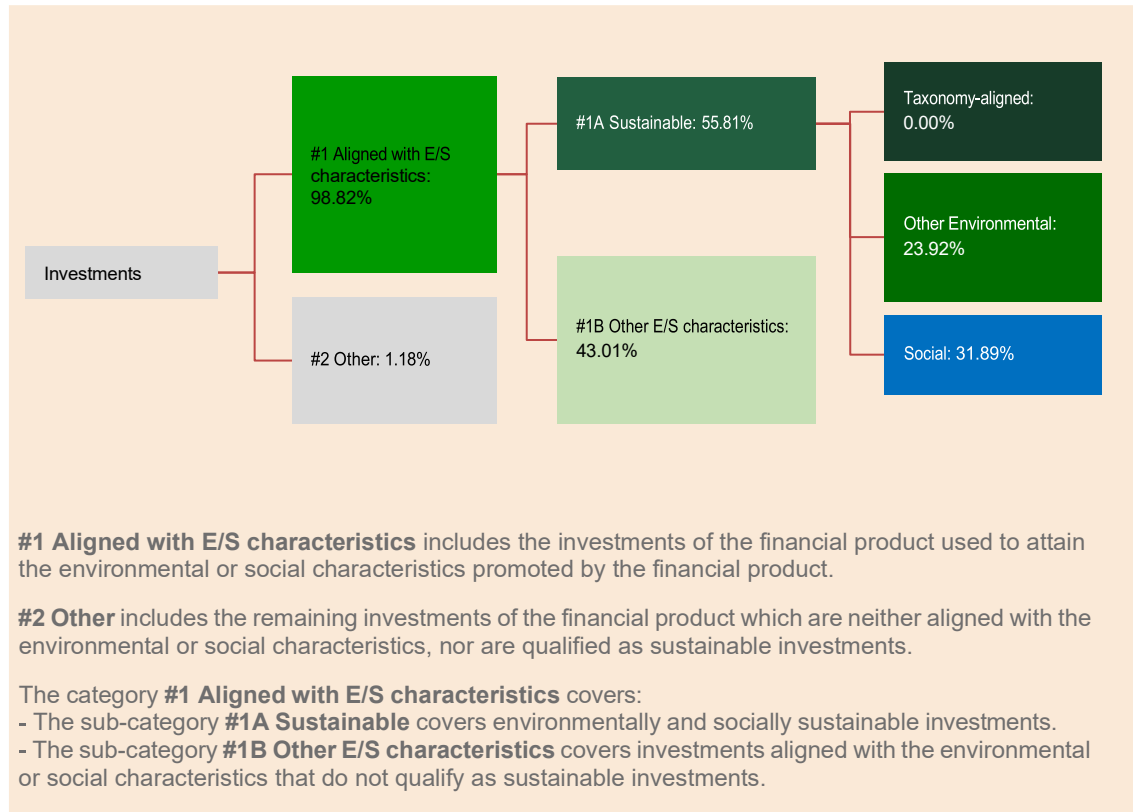 Investments
#1 Aligned with E/S
characteristics:
98.82%
#2 Other: 1.18%
#1A Sustainable: 55.81%
#1B Other E/S characteristics:
43.01%
Taxonomy-aligned:
0.00%
Other Environmental:
23.92%
Social: 31.89%
#1 Aligned with E/S characteristics includes the investments of the financial product used to attain
the environmental or social characteristics promoted by the financial product.
#2 Other includes the remaining investments of the financial product which are neither aligned with the
environmental or social characteristics, nor are qualified as sustainable investments.
The category #1 Aligned with E/S characteristics covers:
- The sub-category #1A Sustainable covers environmentally and socially sustainable investments.
- The sub-category #1B Other E/S characteristics covers investments aligned with the environmental
or social characteristics that do not qualify as sustainable investments.